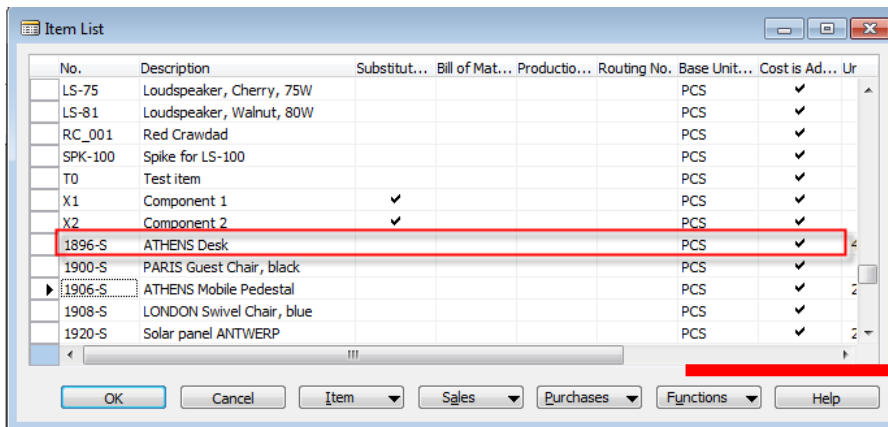 Item List
No. Description Substitut... Bill of Mat... Productio... Routing No. Base Unit... Cost is Ad... Ur
LS-75 Loudspeaker, Cherry, 75W PCS ✔
LS-81 Loudspeaker, Walnut, 80W PCS ✔
RC_001 Red Crawdad PCS ✔
SPK-100 Spike for LS-100 PCS ✔
T0 Test item PCS ✔
X1 Component 1 ✔ PCS ✔
X2 Component 2 ✔ PCS ✔
1896-S ATHENS Desk PCS ✔ 4
1900-S PARIS Guest Chair, black PCS ✔
1906-S ATHENS Mobile Pedestal PCS ✔ 2
1908-S LONDON Swivel Chair, blue PCS ✔
1920-S Solar panel ANTWERP PCS ✔ 2
OK Cancel Item Sales Purchases Functions Help